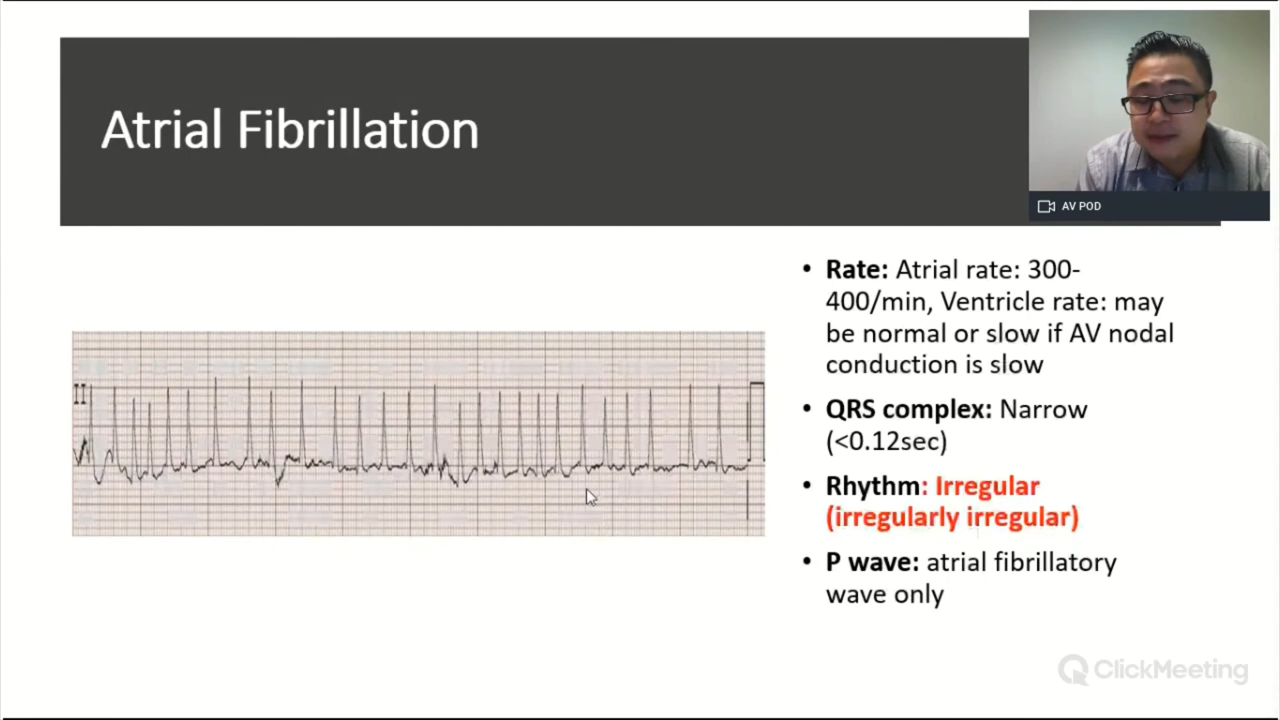 Atrial Fibrillation
AV POD
II
• Rate: Atrial rate: 300-
400/min, Ventricle rate: may
be normal or slow if AV nodal
conduction is slow
• QRS complex: Narrow
(<0.12sec)
• Rhythm: Irregular
(irregularly irregular)
• P wave: atrial fibrillatory
wave only
ClickMeeting